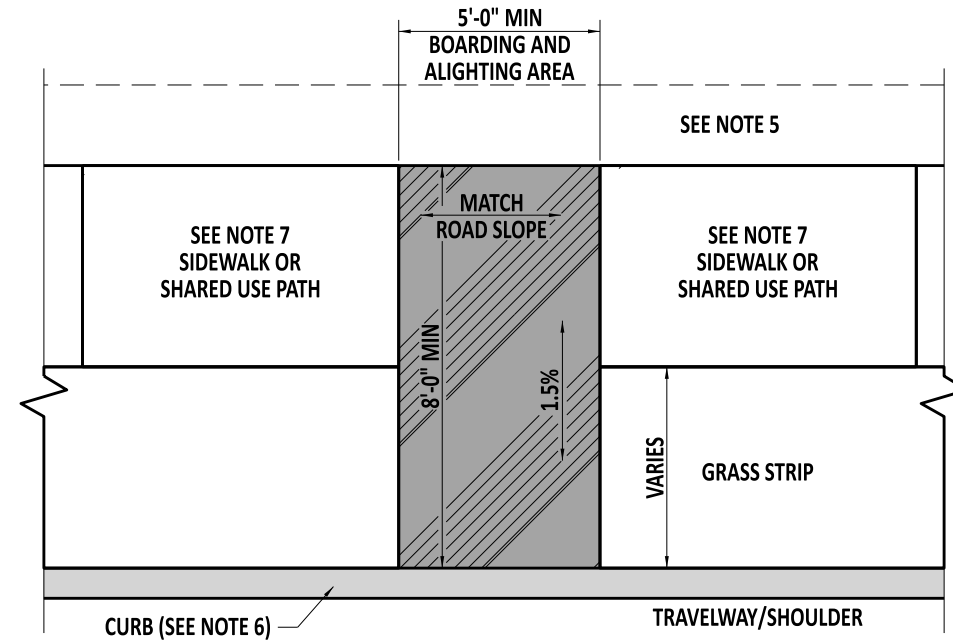 5'-0" MIN
BOARDING AND
ALIGHTING AREA
SEE NOTE 5
MATCH
ROAD SLOPE
SEE NOTE 7
SIDEWALK OR
SHARED USE PATH
SEE NOTE 7
SIDEWALK OR
SHARED USE PATH
8'-0" MIN
1.5%
VARIES
GRASS STRIP
CURB (SEE NOTE 6)
TRAVELWAY/SHOULDER